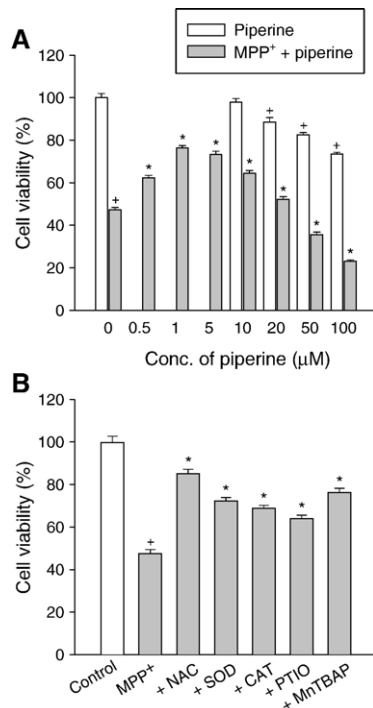 A
Piperine
MPP+ + piperine
Cell viability (%)
120
100
80
60
40
20
0
+
*
*
*
*
+
*
+
*
+
*
0 0.5 1 5 10 20 50 100
Conc. of piperine (μM)
B
Cell viability (%)
120
100
80
60
40
20
0
+
*
*
*
*
*
Control
MPP+
+ NAC
+ SOD
+ CAT
+ PTIO
+ MnTBAP